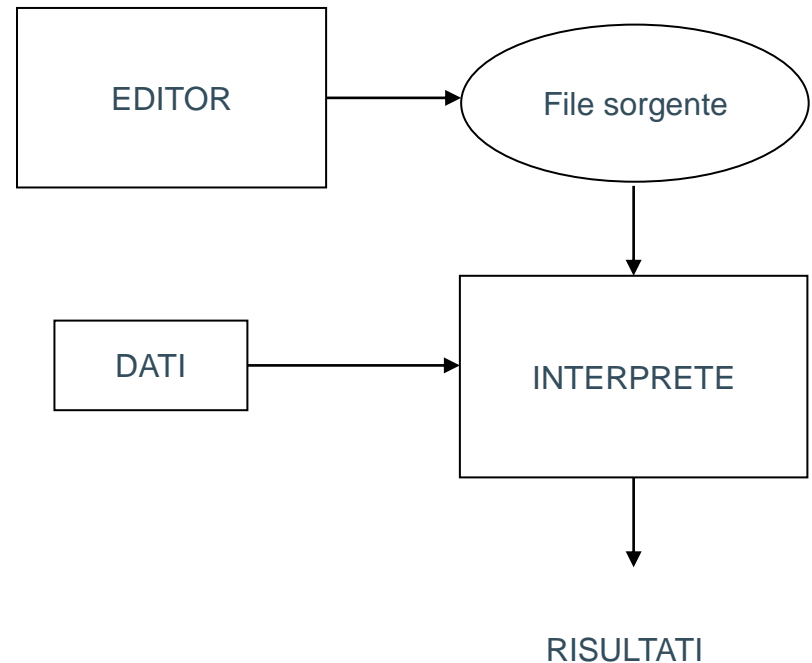 EDITOR
File sorgente
DATI
INTERPRETE
RISULTATI